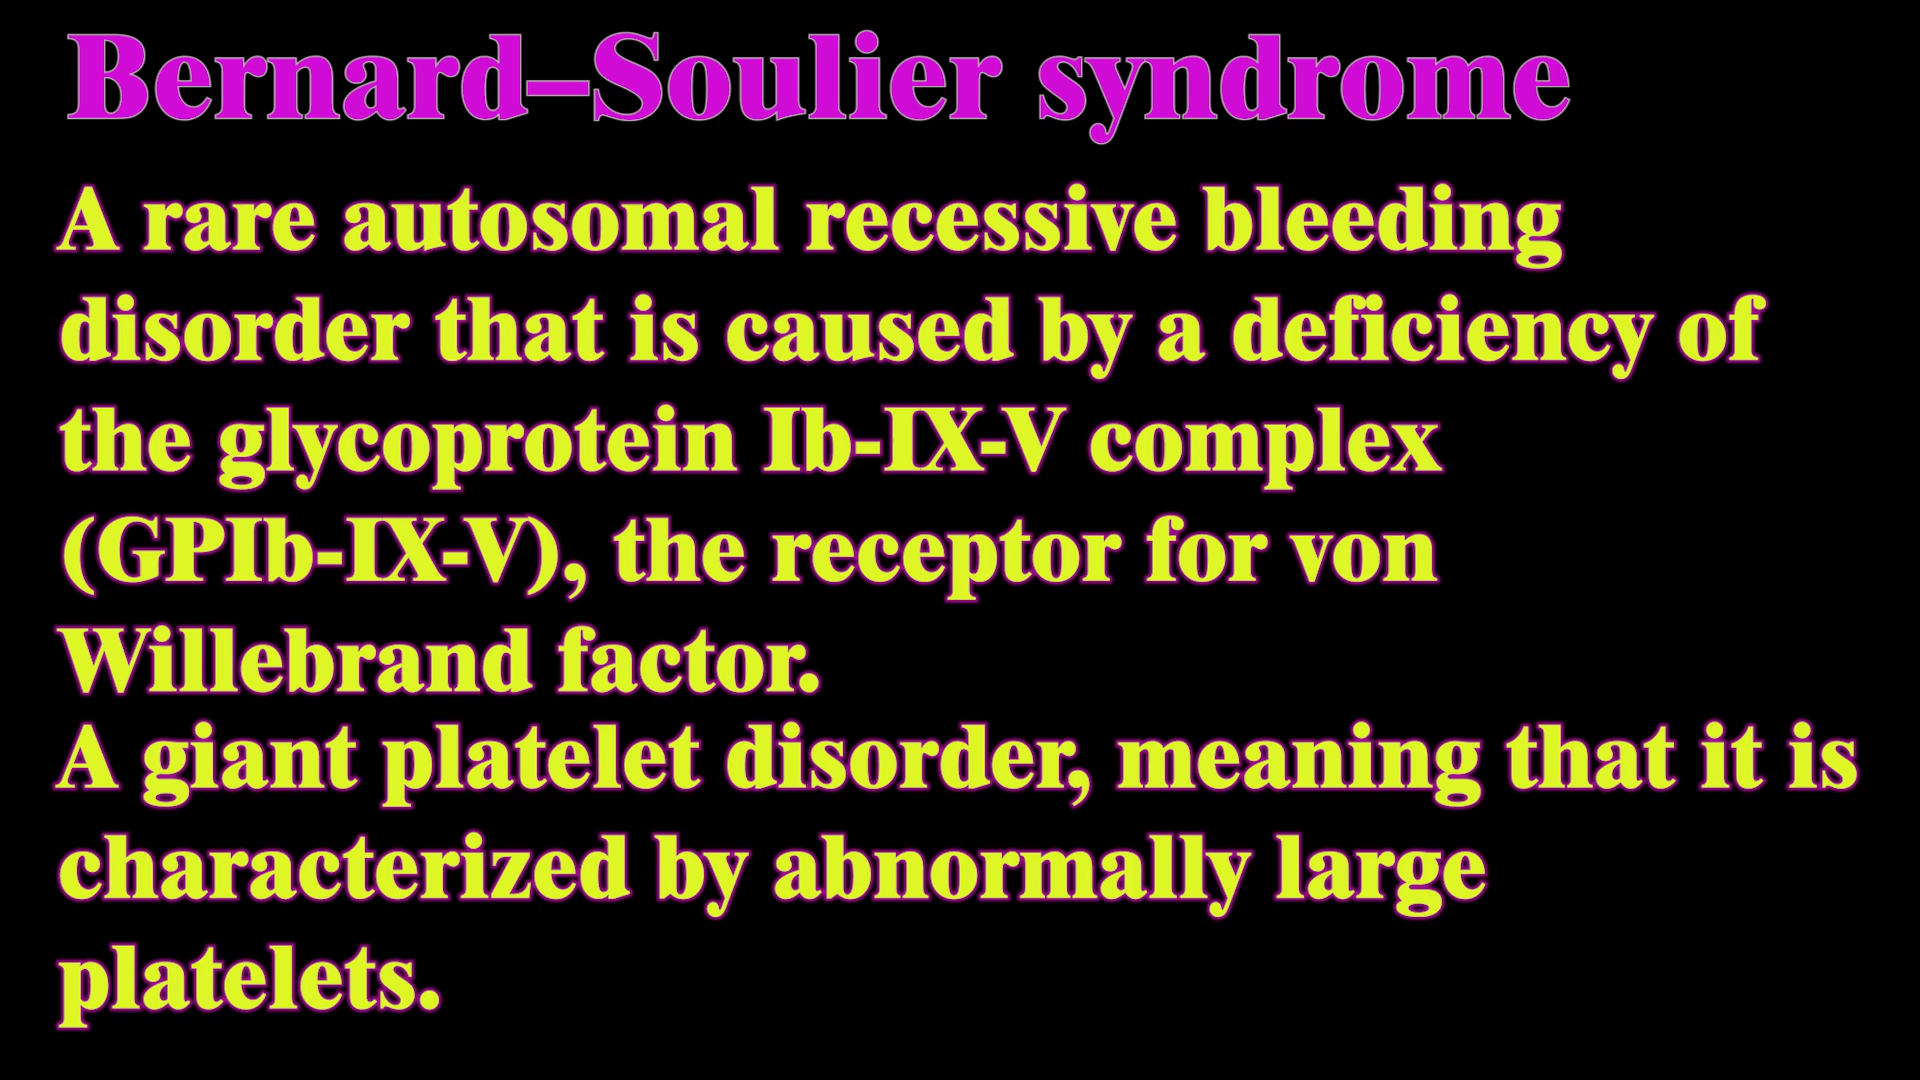 Bernard–Soulier syndrome
A rare autosomal recessive bleeding
disorder that is caused by a deficiency of
the glycoprotein Ib-IX-V complex
(GPIb-IX-V), the receptor for von
Willebrand factor.
A giant platelet disorder, meaning that it is
characterized by abnormally large
platelets.